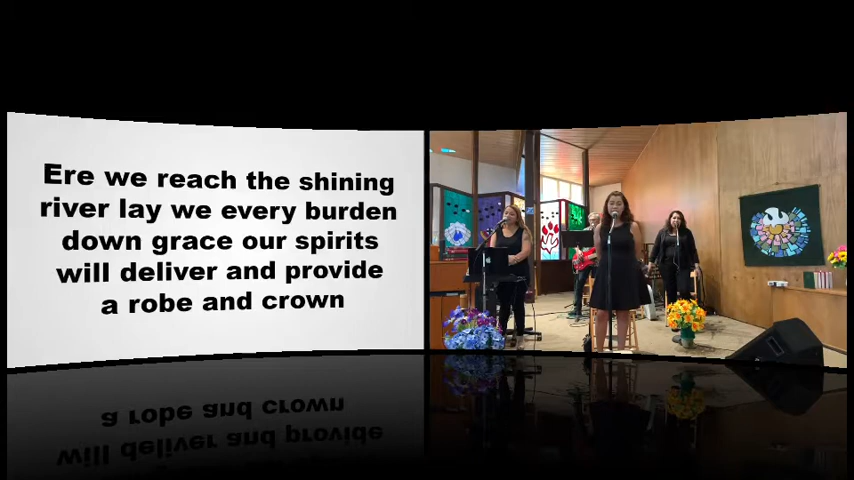 Ere we reach the shining
river lay we every burden
down grace our spirits
will deliver and provide
a robe and crown